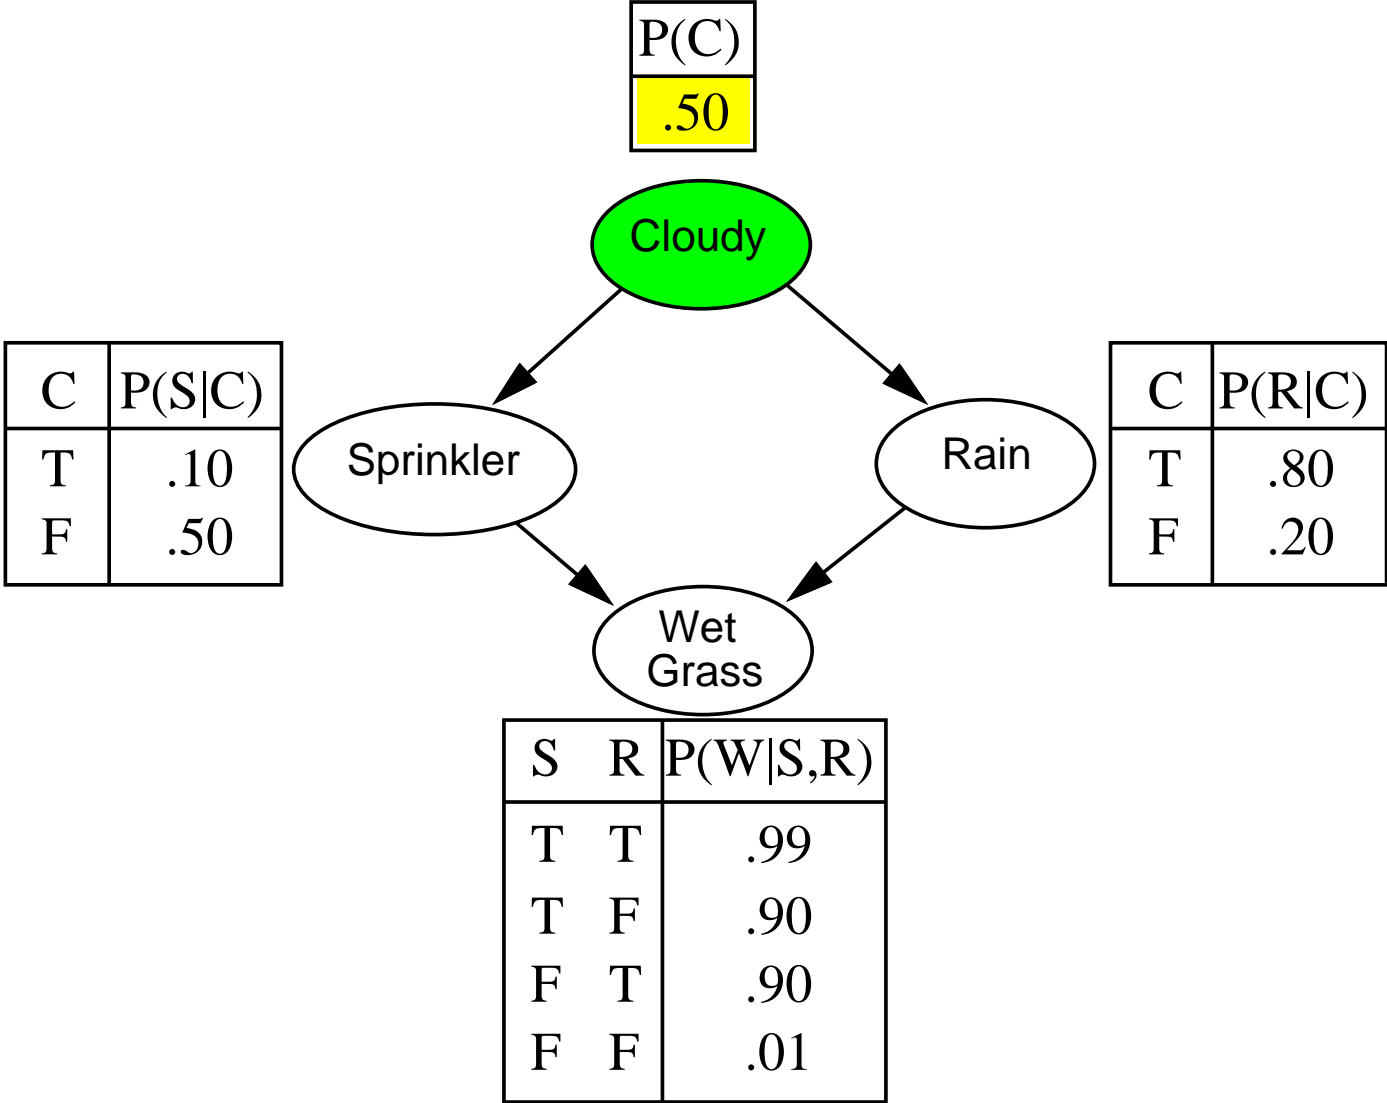 P(C)
.50
Cloudy
C P(S|C)
T .10
F .50
Sprinkler
Rain
C P(R|C)
T .80
F .20
Wet
Grass
S R P(W|S,R)
T T .99
T F .90
F T .90
F F .01